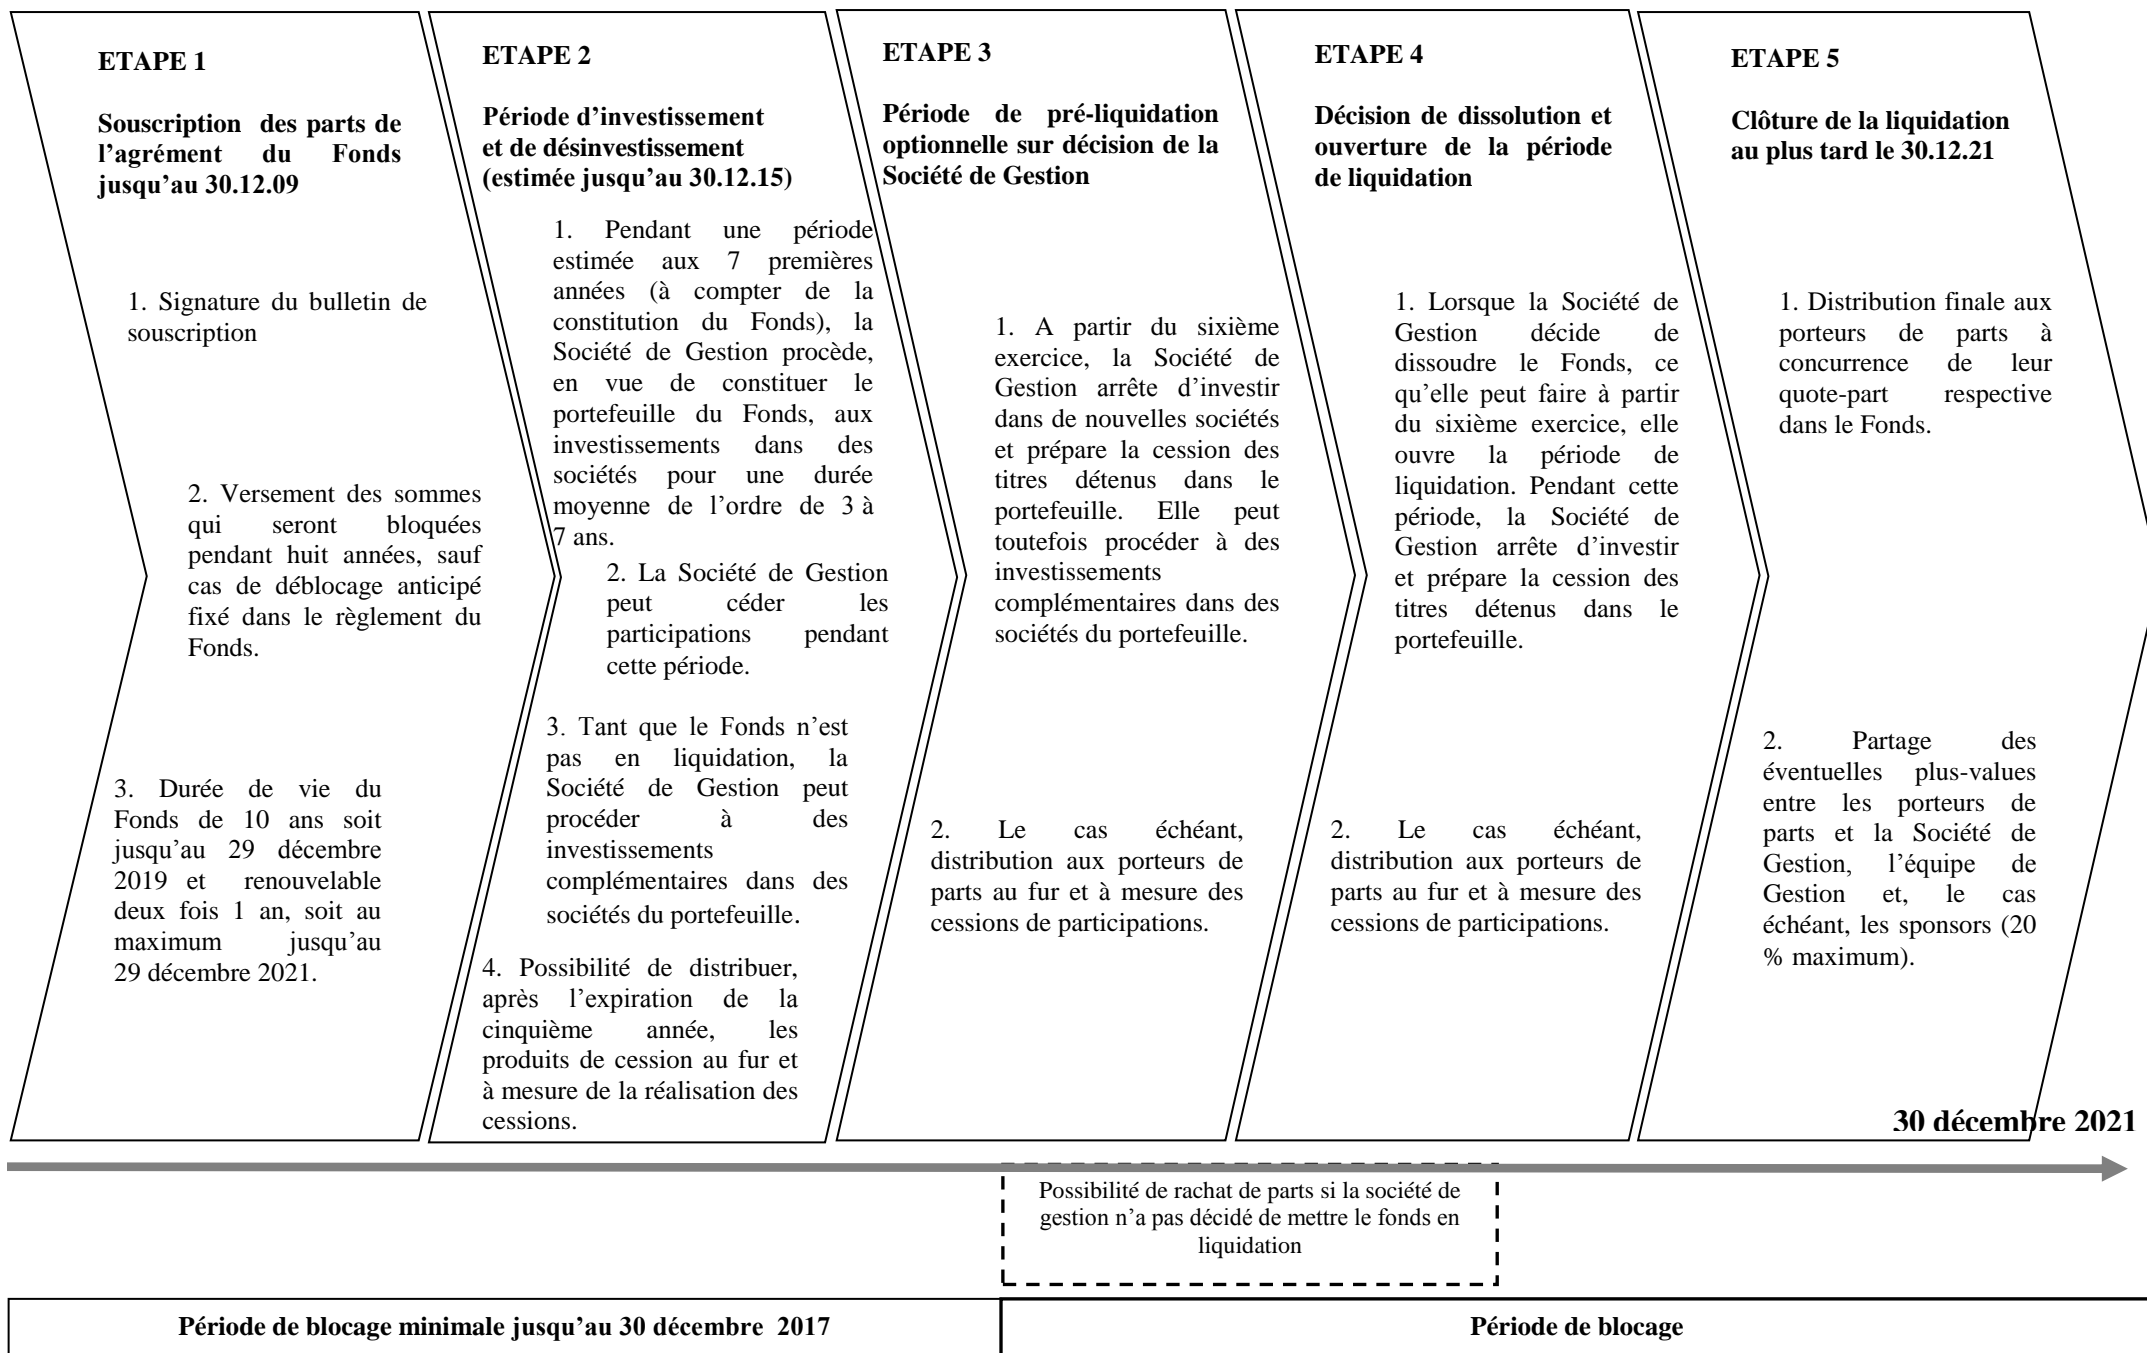 ETAPE 1
Souscription des parts de
l’agrément du Fonds
jusqu’au 30.12.09
1. Signature du bulletin de
souscription
2. Versement des sommes
qui seront bloquées
pendant huit années, sauf
cas de déblocage anticipé
fixé dans le règlement du
Fonds.
3. Durée de vie du
Fonds de 10 ans soit
jusqu’au 29 décembre
2019 et renouvelable
deux fois 1 an, soit au
maximum jusqu’au
29 décembre 2021.
ETAPE 2
Période d’investissement
et de désinvestissement
(estimée jusqu’au 30.12.15)
1. Pendant une période
estimée aux 7 premières
années (à compter de la
constitution du Fonds), la
Société de Gestion procède,
en vue de constituer le
portefeuille du Fonds, aux
investissements dans des
sociétés pour une durée
moyenne de l’ordre de 3 à
7 ans.
2. La Société de Gestion
peut céder les
participations pendant
cette période.
3. Tant que le Fonds n’est
pas en liquidation, la
Société de Gestion peut
procéder à des
investissements
complémentaires dans des
sociétés du portefeuille.
4. Possibilité de distribuer,
après l’expiration de la
cinquième année, les
produits de cession au fur et
à mesure de la réalisation des
cessions.
ETAPE 3
Période de pré-liquidation
optionnelle sur décision de la
Société de Gestion
1. A partir du sixième
exercice, la Société de
Gestion arrête d’investir
dans de nouvelles sociétés
et prépare la cession des
titres détenus dans le
portefeuille. Elle peut
toutefois procéder à des
investissements
complémentaires dans des
sociétés du portefeuille.
2. Le cas échéant,
distribution aux porteurs de
parts au fur et à mesure des
cessions de participations.
ETAPE 4
Décision de dissolution et
ouverture de la période
de liquidation
1. Lorsque la Société de
Gestion décide de
dissoudre le Fonds, ce
qu’elle peut faire à partir
du sixième exercice, elle
ouvre la période de
liquidation. Pendant cette
période, la Société de
Gestion arrête d’investir
et prépare la cession des
titres détenus dans le
portefeuille.
2. Le cas échéant,
distribution aux porteurs de
parts au fur et à mesure des
cessions de participations.
ETAPE 5
Clôture de la liquidation
au plus tard le 30.12.21
1. Distribution finale aux
porteurs de parts à
concurrence de leur
quote-part respective
dans le Fonds.
2. Partage des
éventuelles plus-values
entre les porteurs de
parts et la Société de
Gestion, l’équipe de
Gestion et, le cas
échéant, les sponsors (20
% maximum).
30 décembre 2021
Possibilité de rachat de parts si la société de
gestion n’a pas décidé de mettre le fonds en
liquidation
Période de blocage minimale jusqu’au 30 décembre 2017
Période de blocage